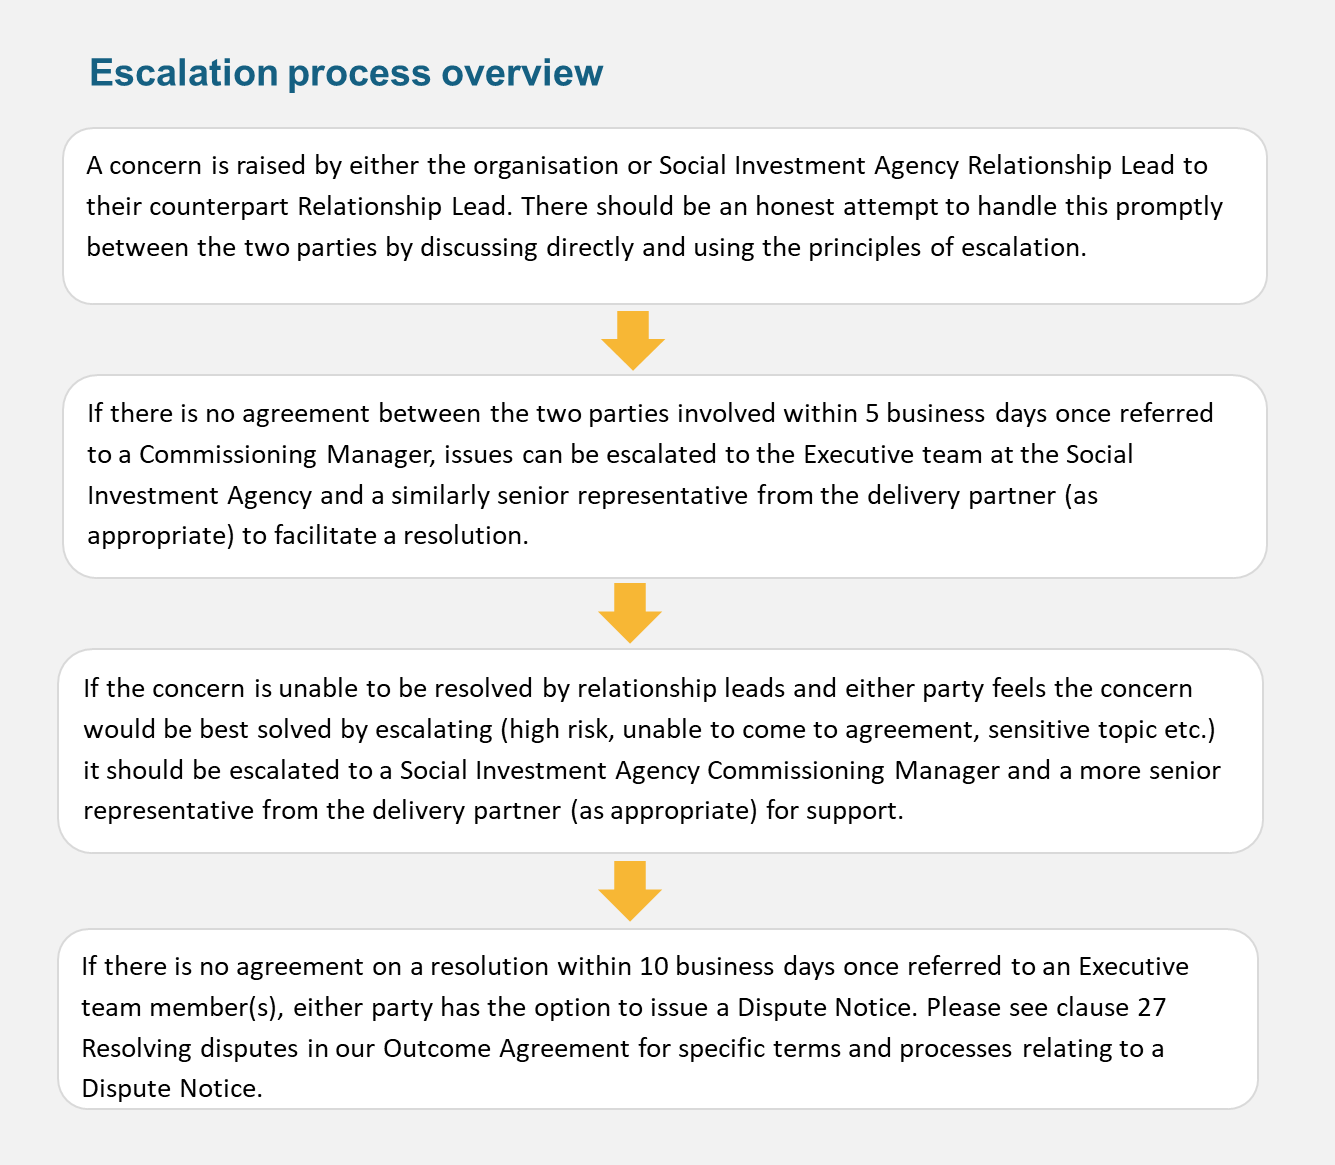 Escalation process overview
A concern is raised by either the organisation or Social Investment Agency Relationship Lead to
their counterpart Relationship Lead. There should be an honest attempt to handle this promptly
between the two parties by discussing directly and using the principles of escalation.
If there is no agreement between the two parties involved within 5 business days once referred
to a Commissioning Manager, issues can be escalated to the Executive team at the Social
Investment Agency and a similarly senior representative from the delivery partner (as
appropriate) to facilitate a resolution.
If the concern is unable to be resolved by relationship leads and either party feels the concern
would be best solved by escalating (high risk, unable to come to agreement, sensitive topic etc.)
it should be escalated to a Social Investment Agency Commissioning Manager and a more senior
representative from the delivery partner (as appropriate) for support.
If there is no agreement on a resolution within 10 business days once referred to an Executive
team member(s), either party has the option to issue a Dispute Notice. Please see clause 27
Resolving disputes in our Outcome Agreement for specific terms and processes relating to a
Dispute Notice.